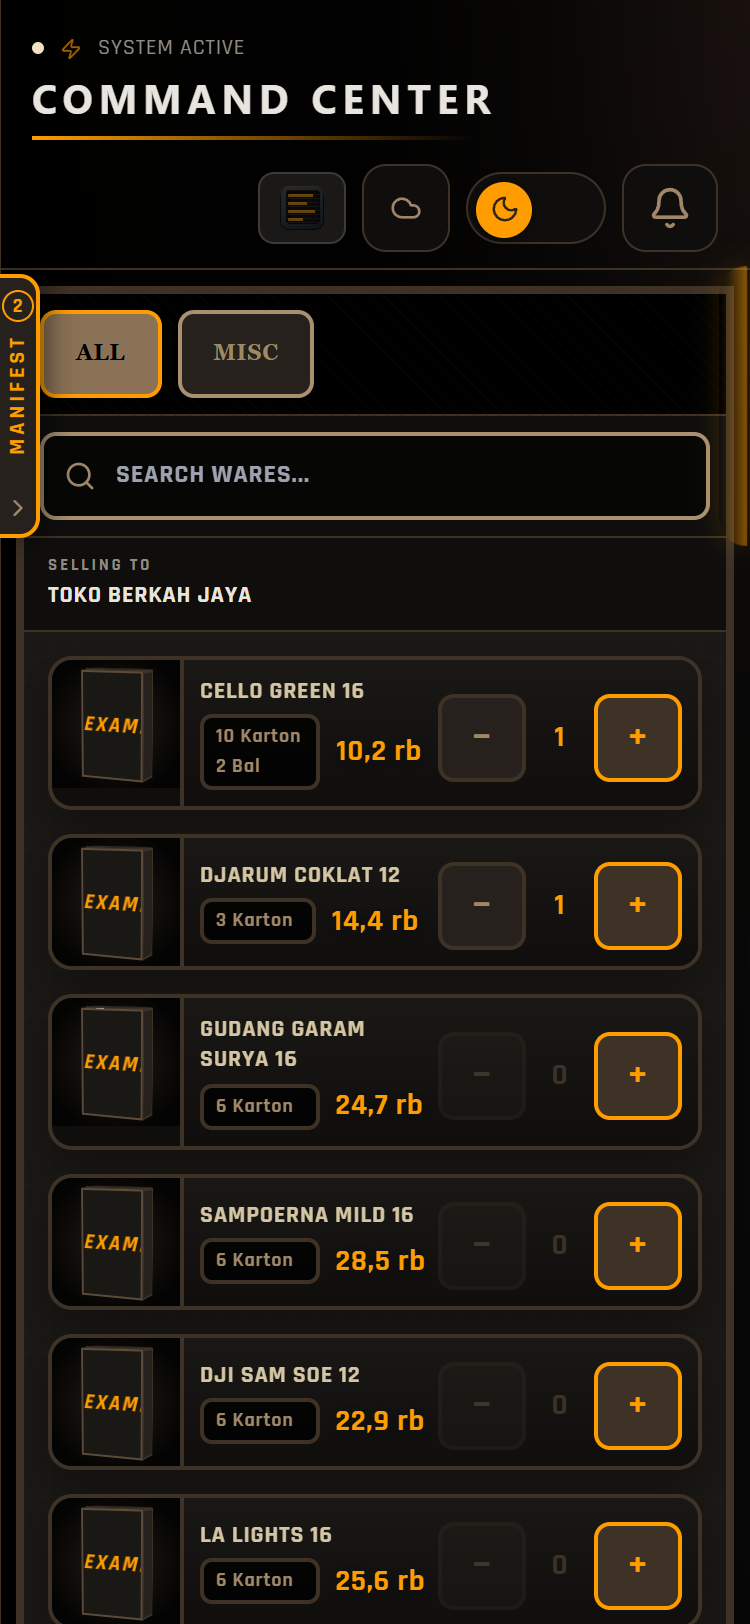 SYSTEM ACTIVE
COMMAND CENTER
2
MANIFEST
ALL
MISC
SEARCH WARES...
SELLING TO
TOKO BERKAH JAYA
EXAM
CELLO GREEN 16
10 Karton
2 Bal
10,2 rb
−
1
+
EXAM
DJARUM COKLAT 12
3 Karton
14,4 rb
−
1
+
EXAM
GUDANG GARAM
SURYA 16
6 Karton
24,7 rb
−
0
+
EXAM
SAMPOERNA MILD 16
6 Karton
28,5 rb
−
0
+
EXAM
DJI SAM SOE 12
6 Karton
22,9 rb
−
0
+
EXAM
LA LIGHTS 16
6 Karton
25,6 rb
−
0
+